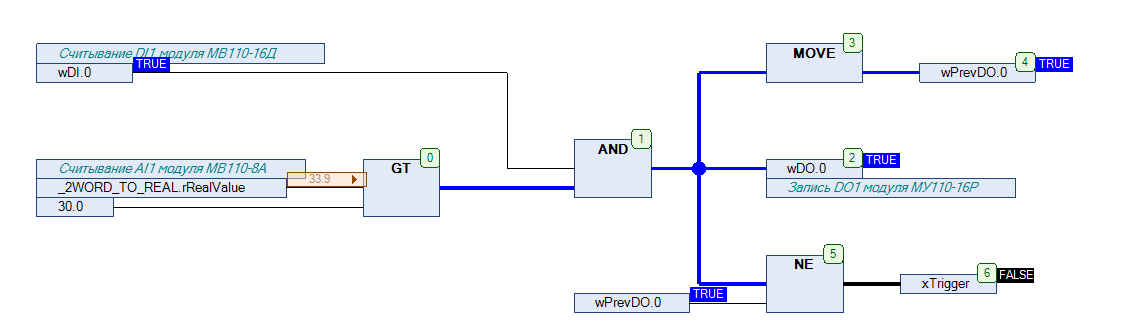 Считывание DI1 модуля МВ110-16Д
wDI.0
TRUE
MOVE
3
wPrevDO.0
4
TRUE
AND
1
Считывание AI1 модуля МВ110-8А
_2WORD_TO_REAL.rRealValue
33.9
30.0
GT
0
wDO.0
2
TRUE
Запись DO1 модуля МУ110-16Р
NE
5
wPrevDO.0
TRUE
xTrigger
6
FALSE